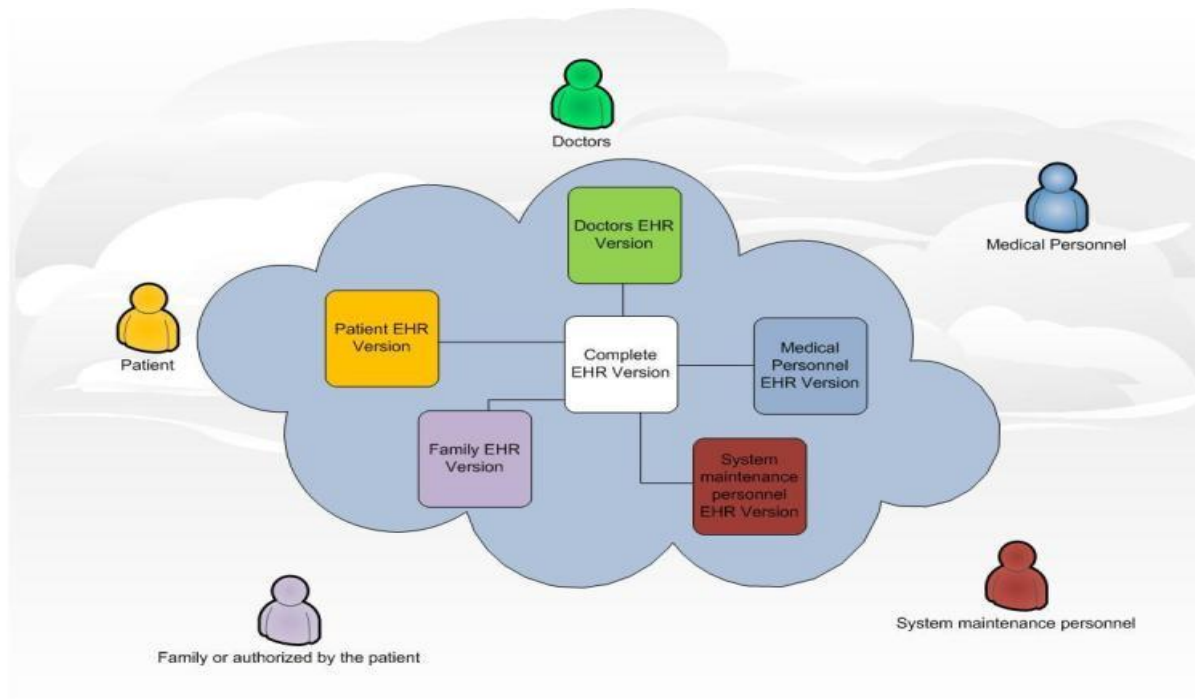 Doctors
Medical Personnel
Doctors EHR
Version
Patient EHR
Version
Patient
Complete
EHR Version
Medical
Personnel
EHR Version
Family EHR
Version
System
maintenance
personnel
EHR Version
System maintenance personnel
Family or authorized by the patient